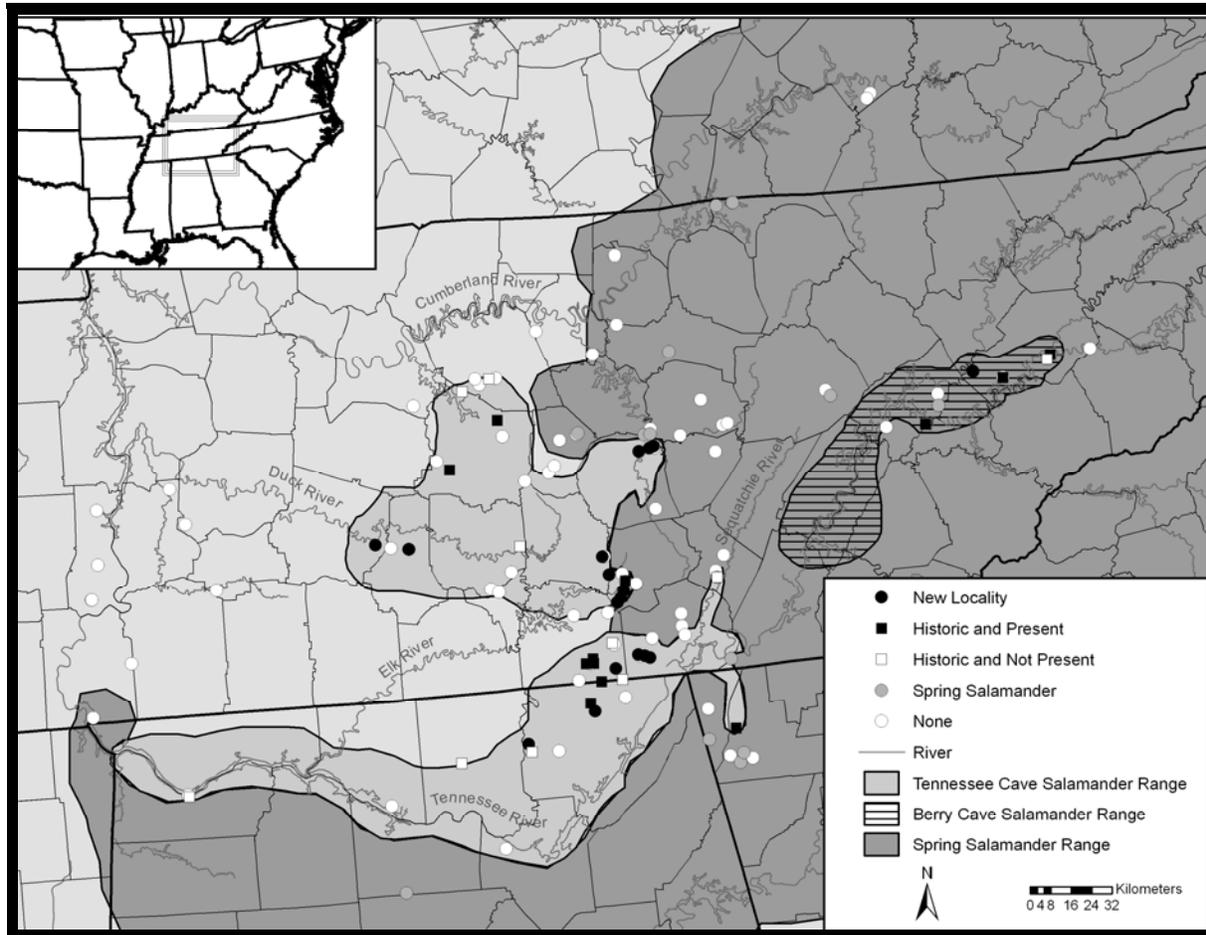 Cumberland River
Duck River
Sequatchie River
Elk River
Tennessee River
New Locality
Historic and Present
Historic and Not Present
Spring Salamander
None
River
Tennessee Cave Salamander Range
Berry Cave Salamander Range
Spring Salamander Range
N
Kilometers
0 4 8 16 24 32